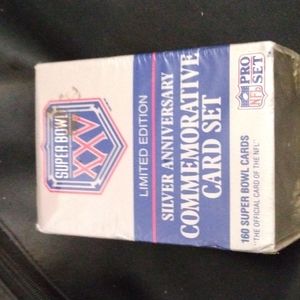 SUPER BOWL
XXV
LIMITED EDITION
SILVER ANNIVERSARY
COMMEMORATIVE
CARD SET
160 SUPER BOWL CARDS
"THE OFFICIAL CARD OF THE NFL"
NFL
PRO
SET